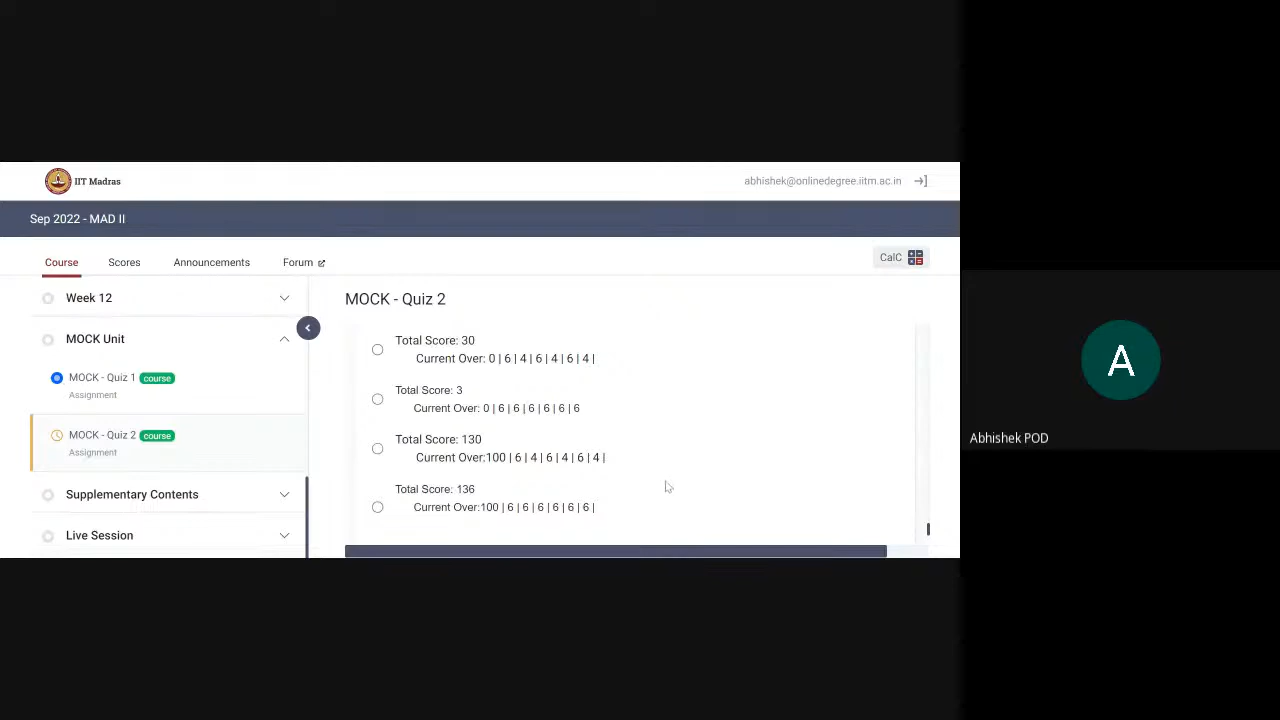 IIT Madras
abhishek@onlinedegree.iitm.ac.in
Sep 2022 - MAD II
Course
Scores
Announcements
Forum
CalC
Week 12
MOCK Unit
MOCK - Quiz 1 course
Assignment
MOCK - Quiz 2 course
Assignment
Supplementary Contents
Live Session
MOCK - Quiz 2
Total Score: 30
Current Over: 0 | 6 | 4 | 6 | 4 | 6 | 4 |
Total Score: 3
Current Over: 0 | 6 | 6 | 6 | 6 | 6 | 6
Total Score: 130
Current Over:100 | 6 | 4 | 6 | 4 | 6 | 4 |
Total Score: 136
Current Over:100 | 6 | 6 | 6 | 6 | 6 | 6 |
A
Abhishek POD